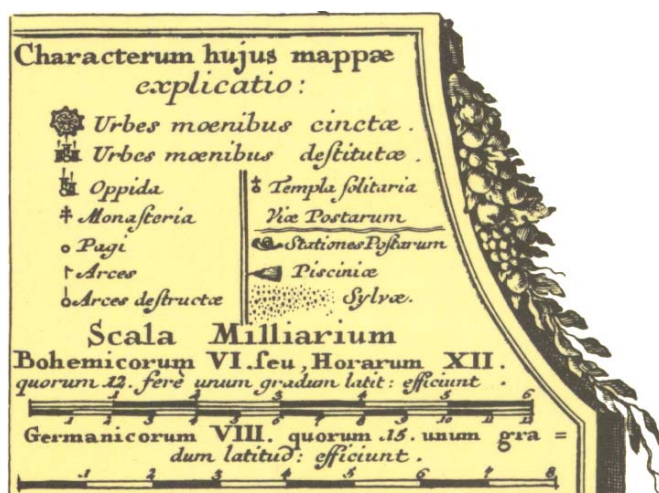 Characterum hujus mappæ
explicatio:
Urbes mœnibus cinctæ.
Urbes mœnibus deſtitutæ.
Oppida
Monaſteria
Pagi
Arces
Arces deſtructæ
Templa ſolitaria
Viæ Postarum
Stationes Poſtarum
Piſciniæ
Sylvæ.
Scala Milliarium
Bohemicorum VI. ſeu, Horarum XII.
quorum .12. ferè unum gradum latit: efficiunt.
.1 2 3 4 5 6
.1 2 3 4 5 6 7 8 9 10 11 12
Germanicorum VIII. quorum .15. unum gra=
dum latitud: efficiunt.
.1 2 3 4 5 6 7 8